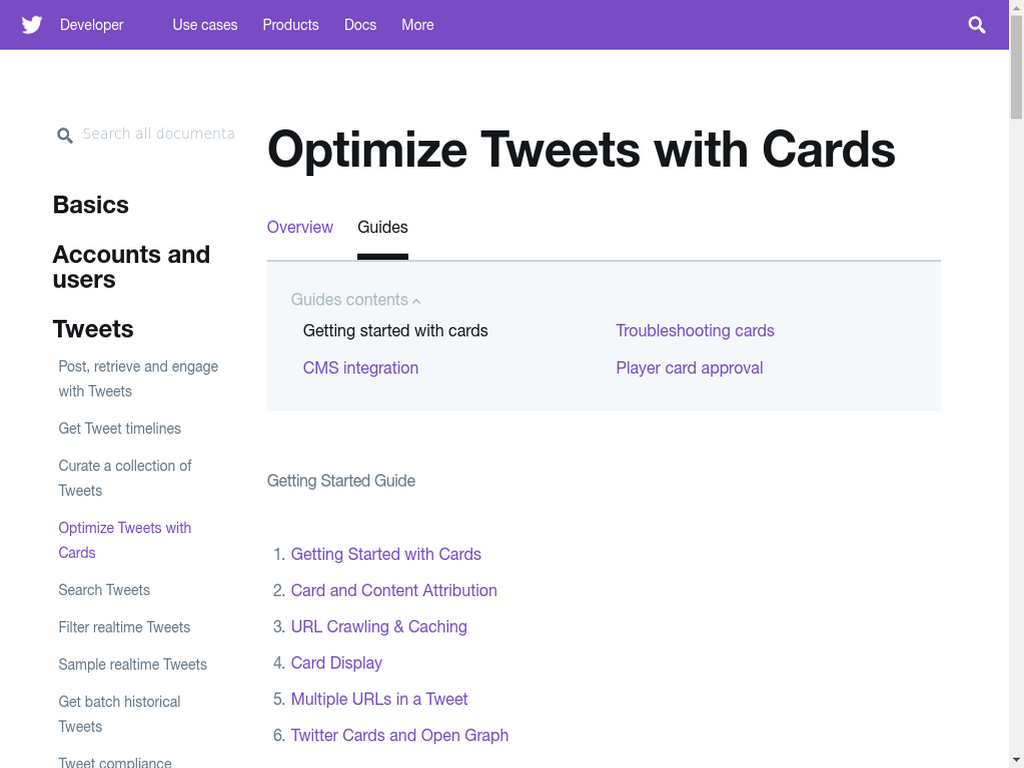 Developer Use cases Products Docs More
Search all documenta
Optimize Tweets with Cards
Basics
Accounts and
users
Tweets
Post, retrieve and engage
with Tweets
Get Tweet timelines
Curate a collection of
Tweets
Optimize Tweets with
Cards
Search Tweets
Filter realtime Tweets
Sample realtime Tweets
Get batch historical
Tweets
Tweet compliance
Overview Guides
Guides contents
Getting started with cards
Troubleshooting cards
CMS integration
Player card approval
Getting Started Guide
1. Getting Started with Cards
2. Card and Content Attribution
3. URL Crawling & Caching
4. Card Display
5. Multiple URLs in a Tweet
6. Twitter Cards and Open Graph